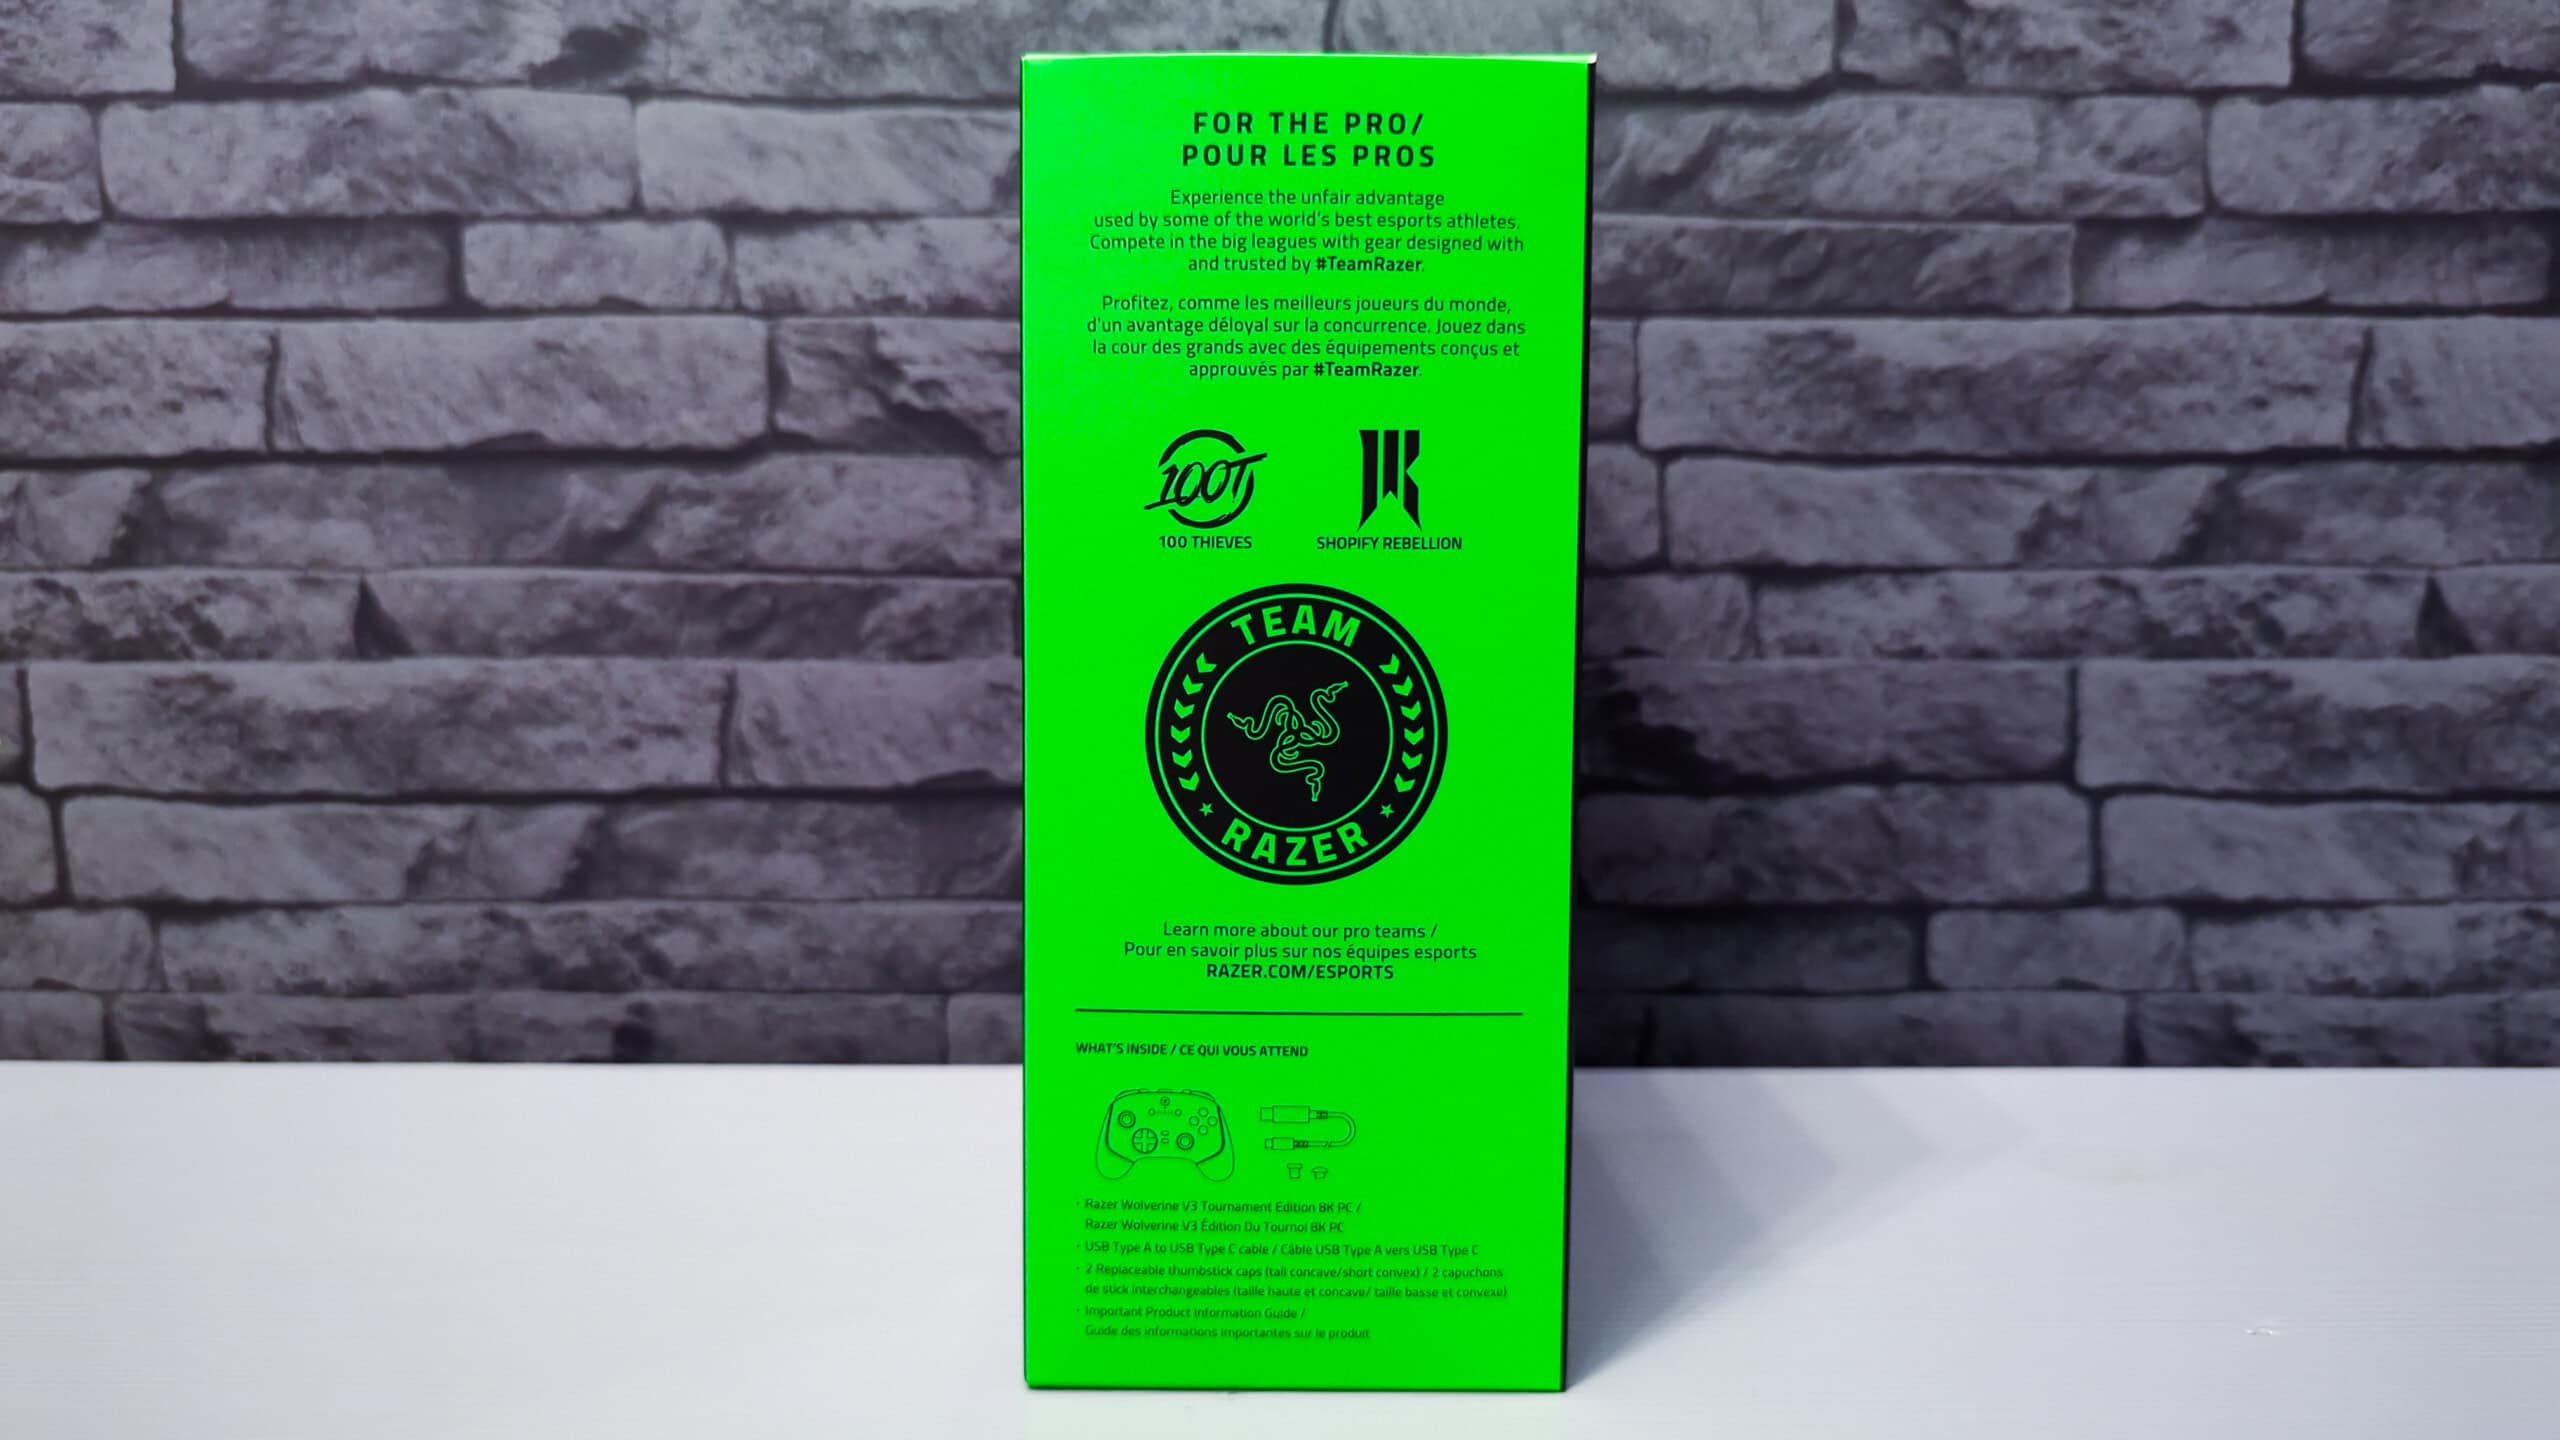 FOR THE PRO/
POUR LES PROS
Experience the unfair advantage
used by some of the world's best esports athletes.
Compete in the big leagues with gear designed with
and trusted by #TeamRazer.
Profitez, comme les meilleurs joueurs du monde,
d'un avantage déloyal sur la concurrence. Jouez dans
la cour des grands avec des équipements conçus et
approuvés par #TeamRazer.
100T
100 THIEVES
SHOPIFY REBELLION
TEAM
RAZER
Learn more about our pro teams /
Pour en savoir plus sur nos équipes esports
RAZER.COM/ESPORTS
WHAT'S INSIDE / CE QUI VOUS ATTEND
· Razer Wolverine V3 Tournament Edition BK PC /
Razer Wolverine V3 Édition Du Tournoi BK PC
· USB Type A to USB Type C cable / Câble USB Type A vers USB Type C
· 2 Replaceable thumbstick caps (tall concave/short convex) / 2 capuchons
de stick interchangeables (taille haute et concave/ taille basse et convexe)
· Important Product Information Guide /
Guide des informations importantes sur le produit